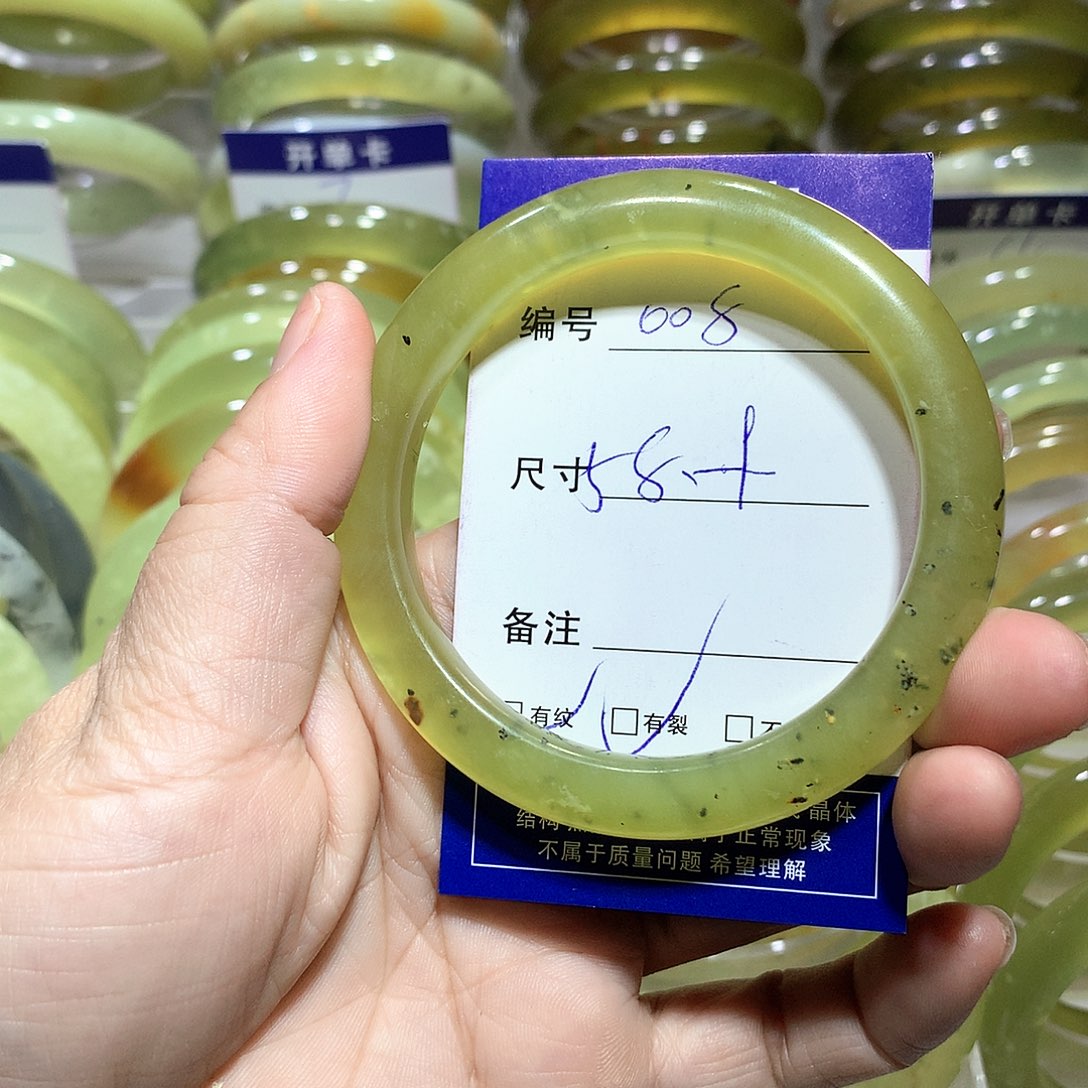 开单卡
开单卡
编号 008
尺寸 58.+
备注
有纹 有裂
晶体
结构 正常现象
不属于质量问题 希望理解